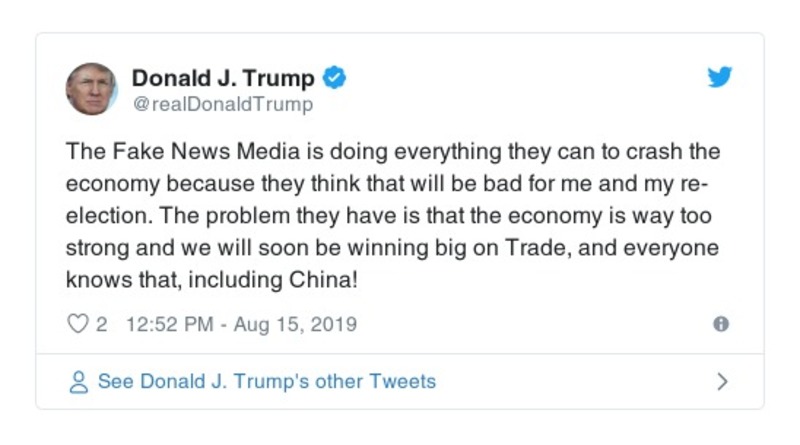 Donald J. Trump
@realDonaldTrump
The Fake News Media is doing everything they can to crash the
economy because they think that will be bad for me and my re-
election. The problem they have is that the economy is way too
strong and we will soon be winning big on Trade, and everyone
knows that, including China!
2 12:52 PM - Aug 15, 2019
See Donald J. Trump's other Tweets